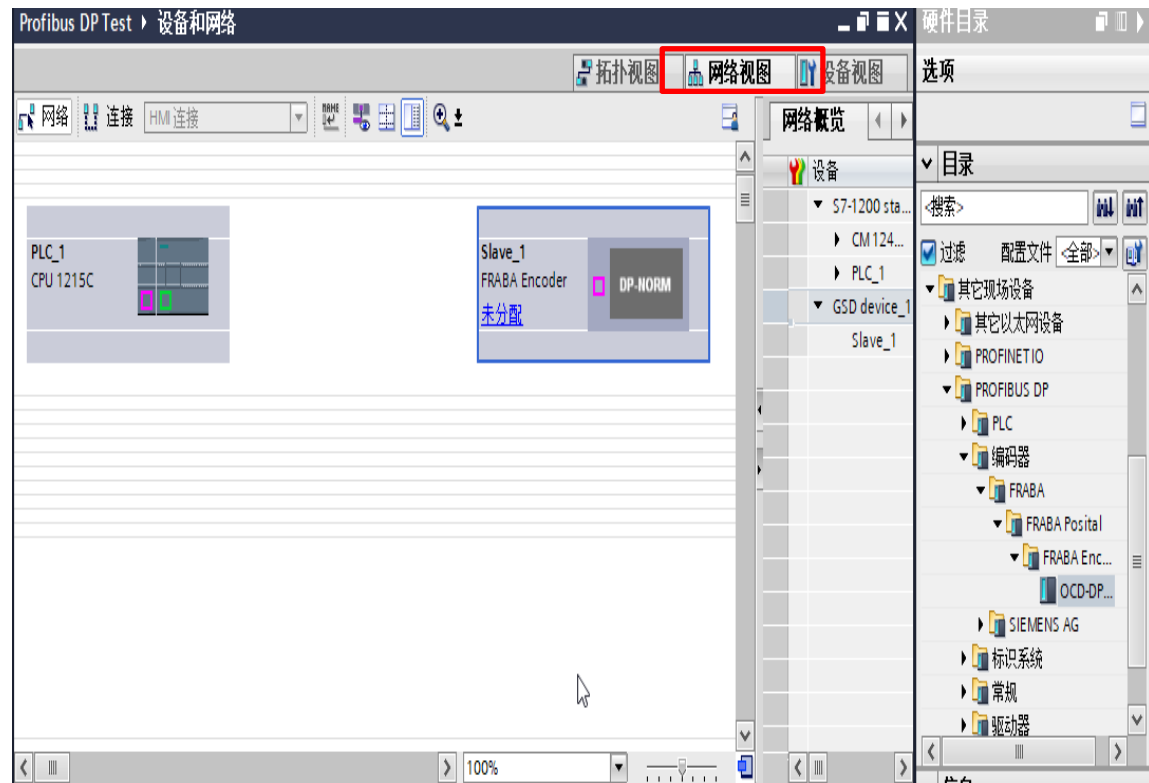 Profibus DP Test ▸ 设备和网络
硬件目录
拓扑视图
网络视图
设备视图
选项
网络
连接
HMI 连接
网络概览
目录
设备
<搜索>
S7-1200 sta...
CM 124...
PLC_1
GSD device_1
Slave_1
过滤
配置文件
<全部>
PLC_1
CPU 1215C
Slave_1
FRABA Encoder
未分配
DP-NORM
其它现场设备
其它以太网设备
PROFINET IO
PROFIBUS DP
PLC
编码器
FRABA
FRABA Posital
FRABA Enc...
OCD-DP...
SIEMENS AG
标识系统
常规
驱动器
100%